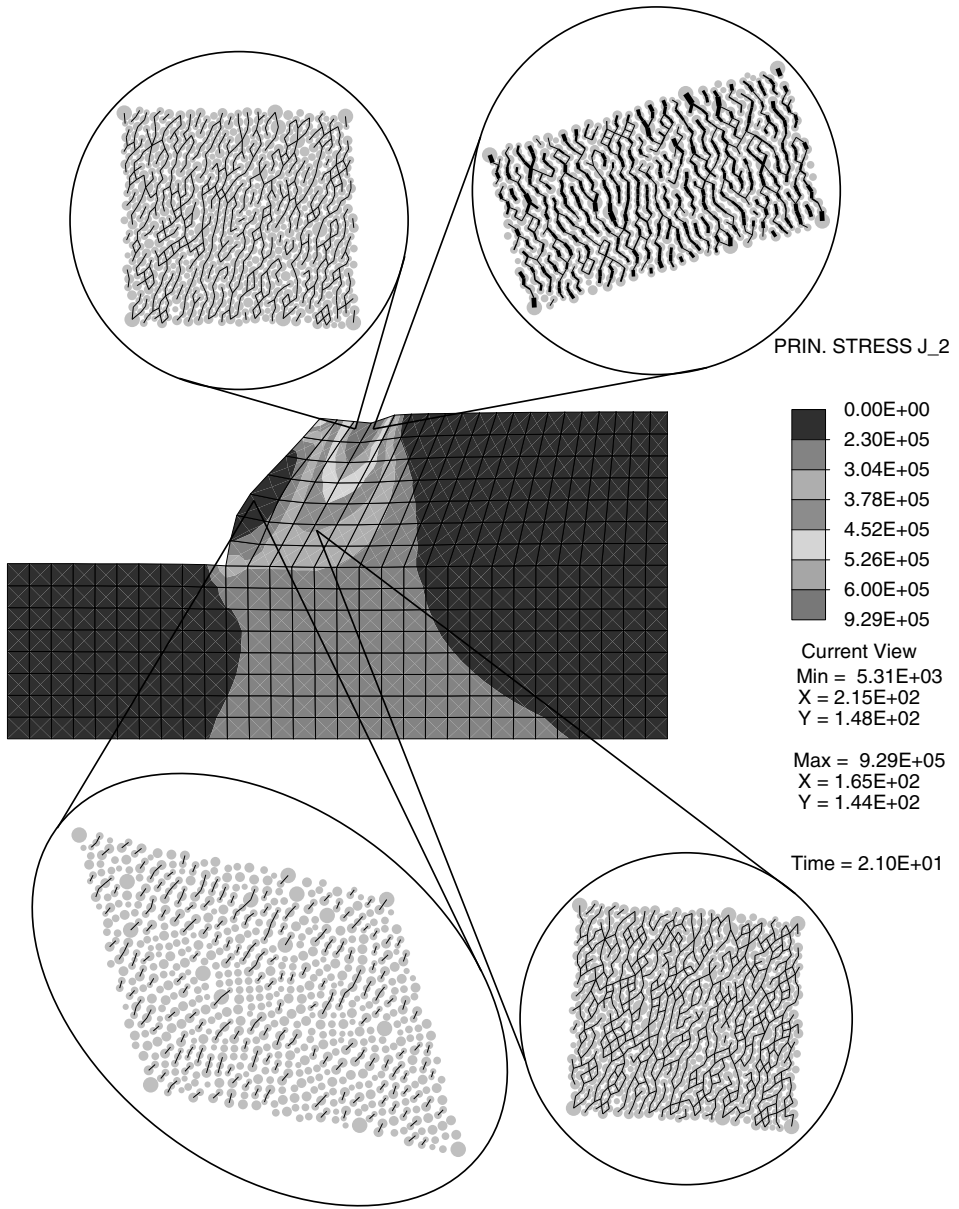 PRIN. STRESS J_2
0.00E+00
2.30E+05
3.04E+05
3.78E+05
4.52E+05
5.26E+05
6.00E+05
9.29E+05
Current View
Min = 5.31E+03
X = 2.15E+02
Y = 1.48E+02
Max = 9.29E+05
X = 1.65E+02
Y = 1.44E+02
Time = 2.10E+01